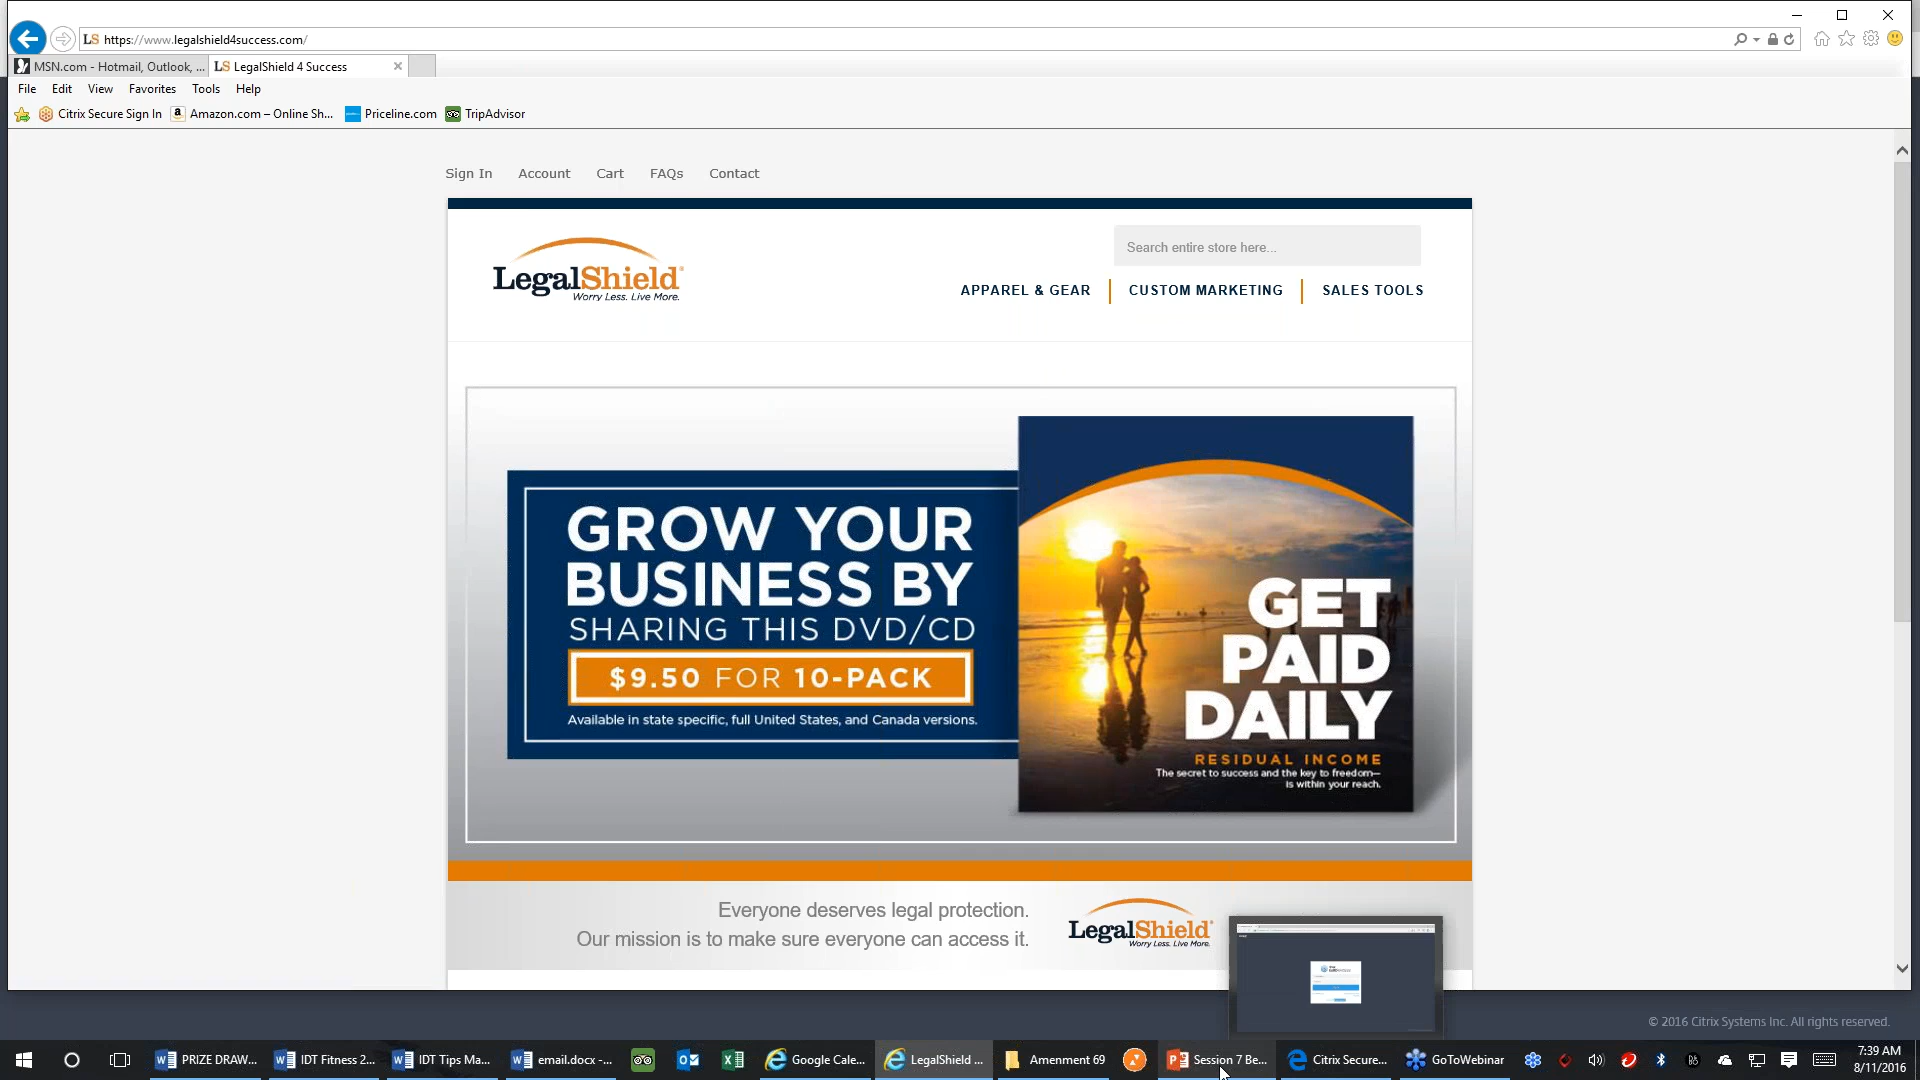 https://www.legalshield4success.com/
MSN.com - Hotmail, Outlook, ...
LS LegalShield 4 Success
File Edit View Favorites Tools Help
Citrix Secure Sign In Amazon.com – Online Sh... Priceline.com TripAdvisor
Sign In Account Cart FAQs Contact
LegalShield
Worry Less. Live More.
Search entire store here...
APPAREL & GEAR CUSTOM MARKETING SALES TOOLS
GROW YOUR
BUSINESS BY
SHARING THIS DVD/CD
$9.50 FOR 10-PACK
Available in state specific, full United States, and Canada versions.
GET
PAID
DAILY
RESIDUAL INCOME
The secret to success and the key to freedom—
is within your reach.
Everyone deserves legal protection.
Our mission is to make sure everyone can access it.
LegalShield
Worry Less. Live More.
© 2016 Citrix Systems Inc. All rights reserved.
PRIZE DRAW... IDT Fitness 2... IDT Tips Ma... email.docx -... Google Cale... LegalShield ... Amenment 69 Session 7 Be... Citrix Secure... GoToWebinar
7:39 AM
8/11/2016